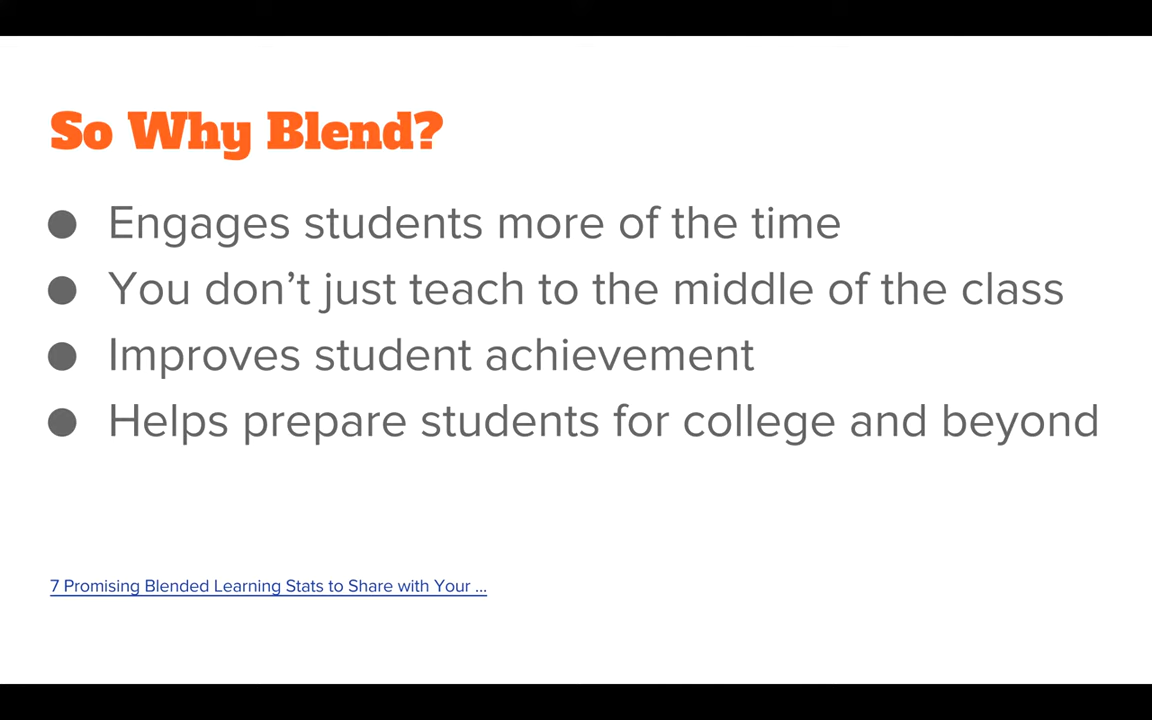 So Why Blend?
● Engages students more of the time
● You don’t just teach to the middle of the class
● Improves student achievement
● Helps prepare students for college and beyond
7 Promising Blended Learning Stats to Share with Your ...